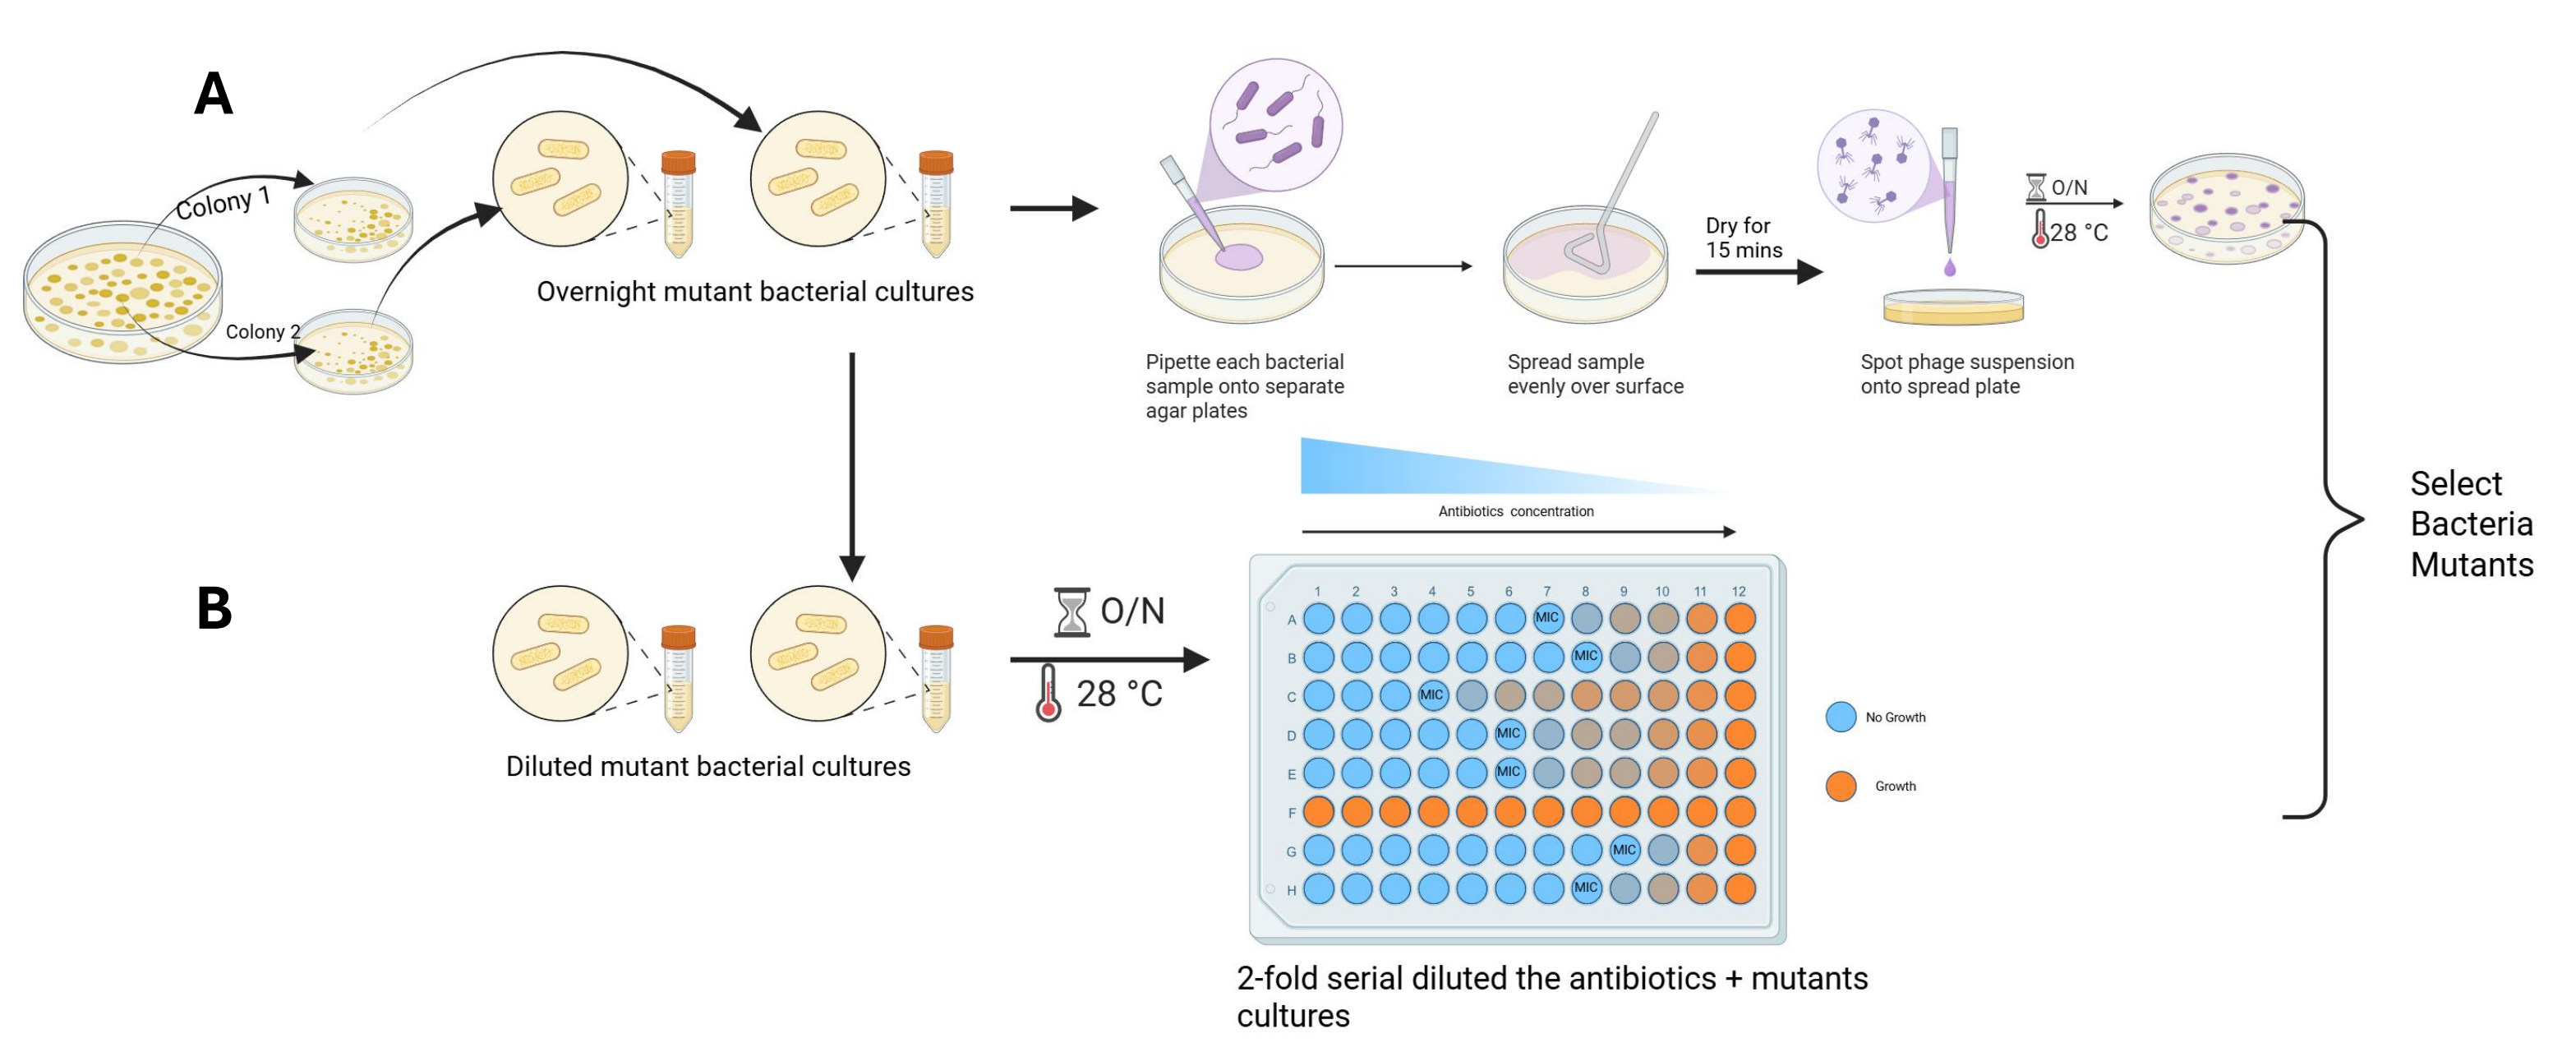 A
Colony 1
Colony 2
Overnight mutant bacterial cultures
Pipette each bacterial
sample onto separate
agar plates
Spread sample
evenly over surface
Dry for
15 mins
Spot phage suspension
onto spread plate
O/N
28 °C
Select
Bacteria
Mutants
B
Diluted mutant bacterial cultures
O/N
28 °C
Antibiotics concentration
1 2 3 4 5 6 7 8 9 10 11 12
A MIC
B MIC
C MIC
D MIC
E MIC
F
G MIC
H MIC
No Growth
Growth
2-fold serial diluted the antibiotics + mutants
cultures